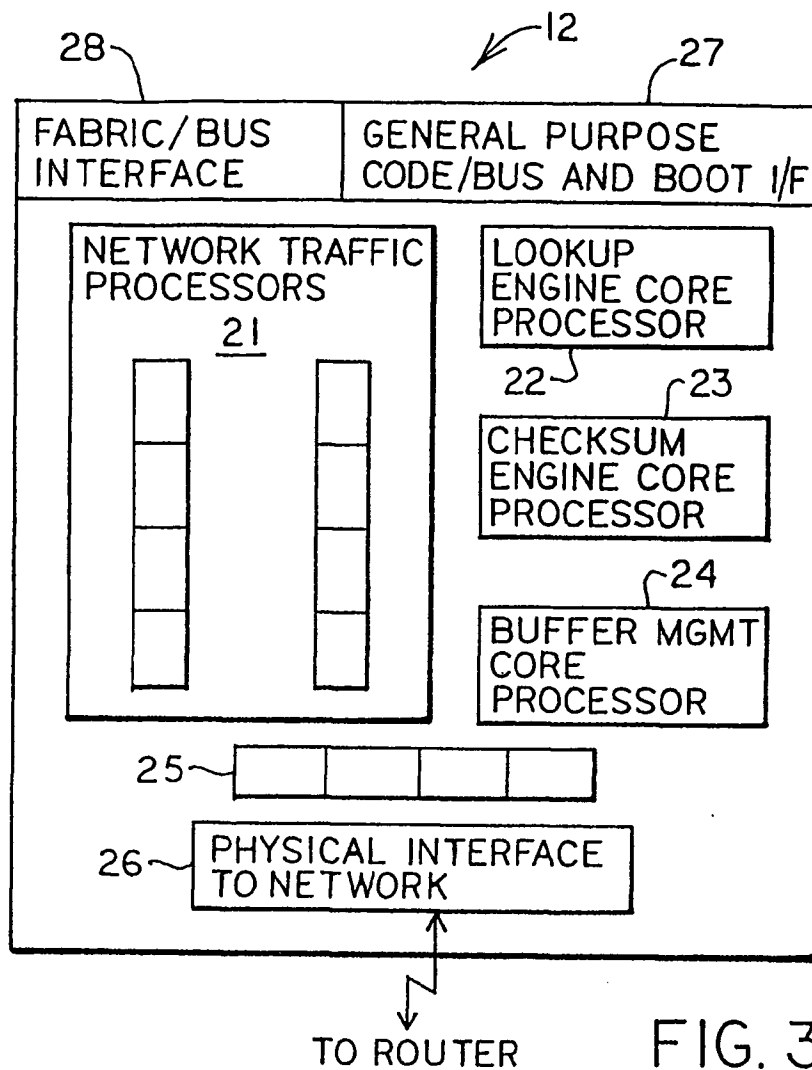 12
28
27
FABRIC/BUS
INTERFACE
GENERAL PURPOSE
CODE/BUS AND BOOT I/F
NETWORK TRAFFIC
PROCESSORS
21
LOOKUP
ENGINE CORE
PROCESSOR
22
23
CHECKSUM
ENGINE CORE
PROCESSOR
24
BUFFER MGMT
CORE
PROCESSOR
25
26
PHYSICAL INTERFACE
TO NETWORK
TO ROUTER
FIG. 3